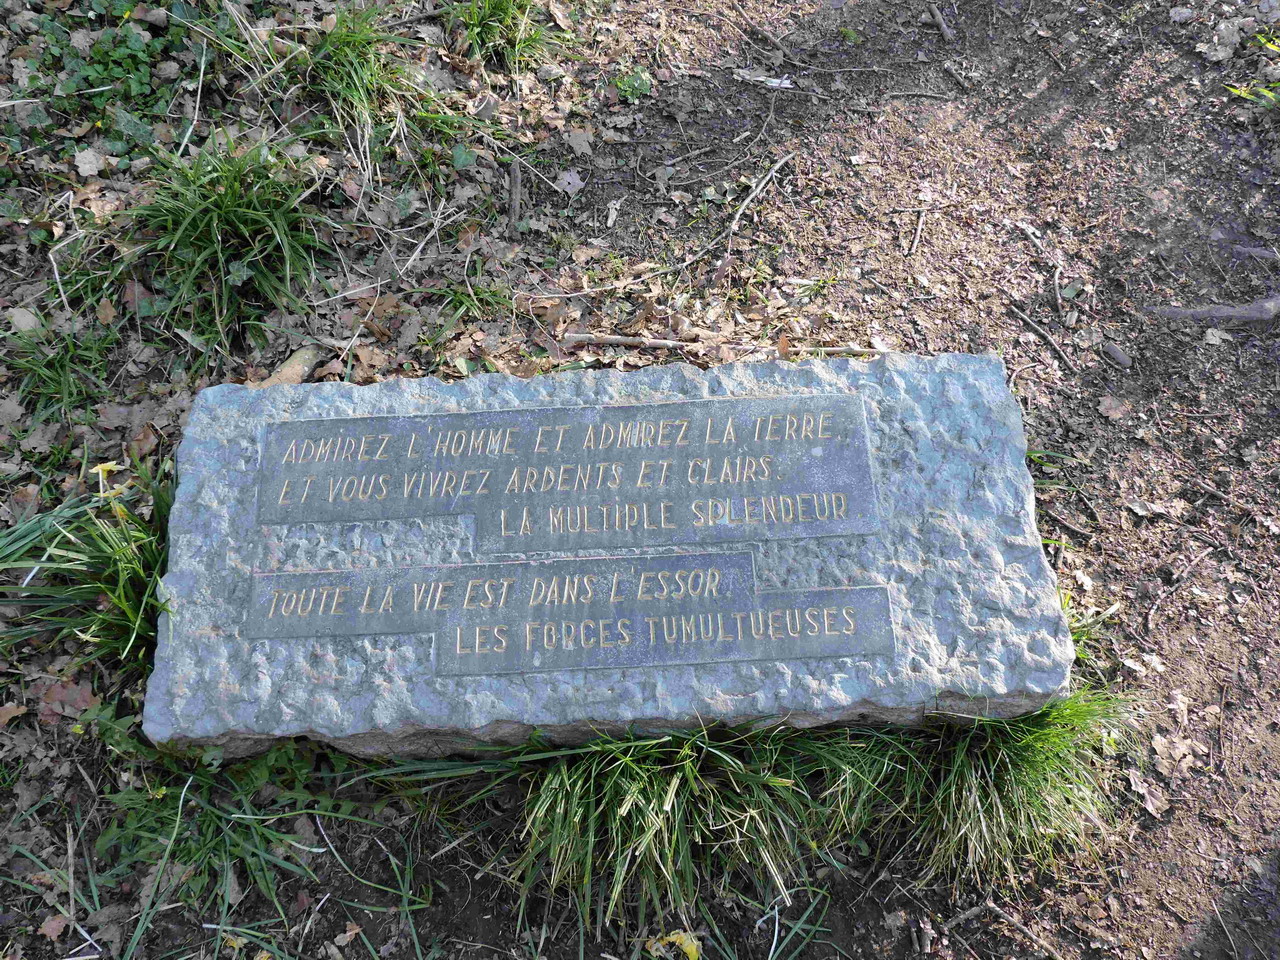 ADMIREZ L'HOMME ET ADMIREZ LA TERRE
ET VOUS VIVREZ ARDENTS ET CLAIRS.
LA MULTIPLE SPLENDEUR
TOUTE LA VIE EST DANS L'ESSOR.
LES FORCES TUMULTUEUSES